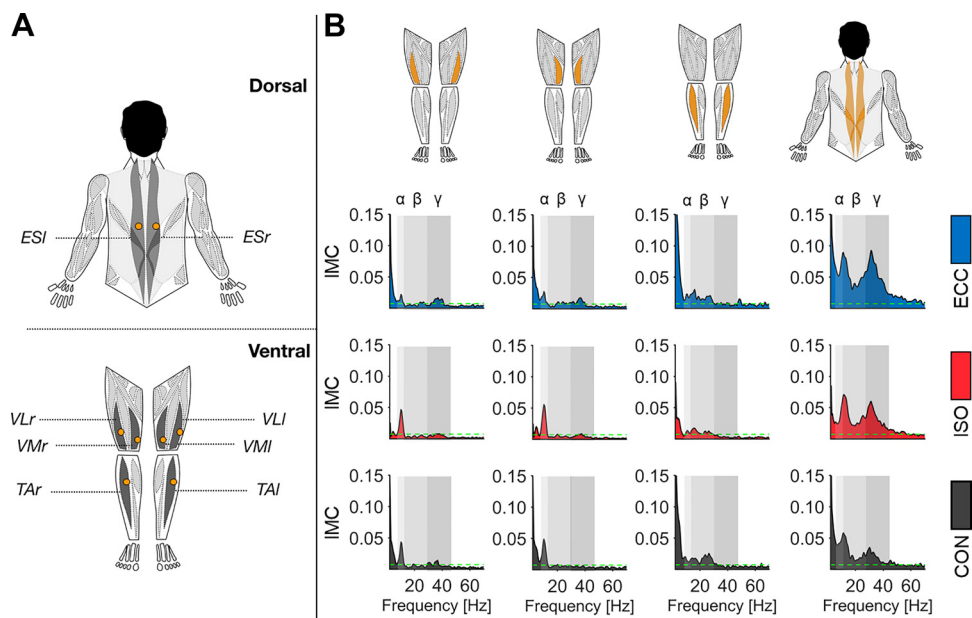 A
Dorsal
ESl
ESr
Ventral
VLr
VLl
VMr
VMl
TAr
TAl
B
α β γ
α β γ
α β γ
α β γ
0.15 0.15 0.15 0.15
0.10 0.10 0.10 0.10
0.05 0.05 0.05 0.05
IMC
ECC
0.15 0.15 0.15 0.15
0.10 0.10 0.10 0.10
0.05 0.05 0.05 0.05
IMC
ISO
0.15 0.15 0.15 0.15
0.10 0.10 0.10 0.10
0.05 0.05 0.05 0.05
IMC
CON
20 40 60 20 40 60 20 40 60 20 40 60
Frequency [Hz] Frequency [Hz] Frequency [Hz] Frequency [Hz]